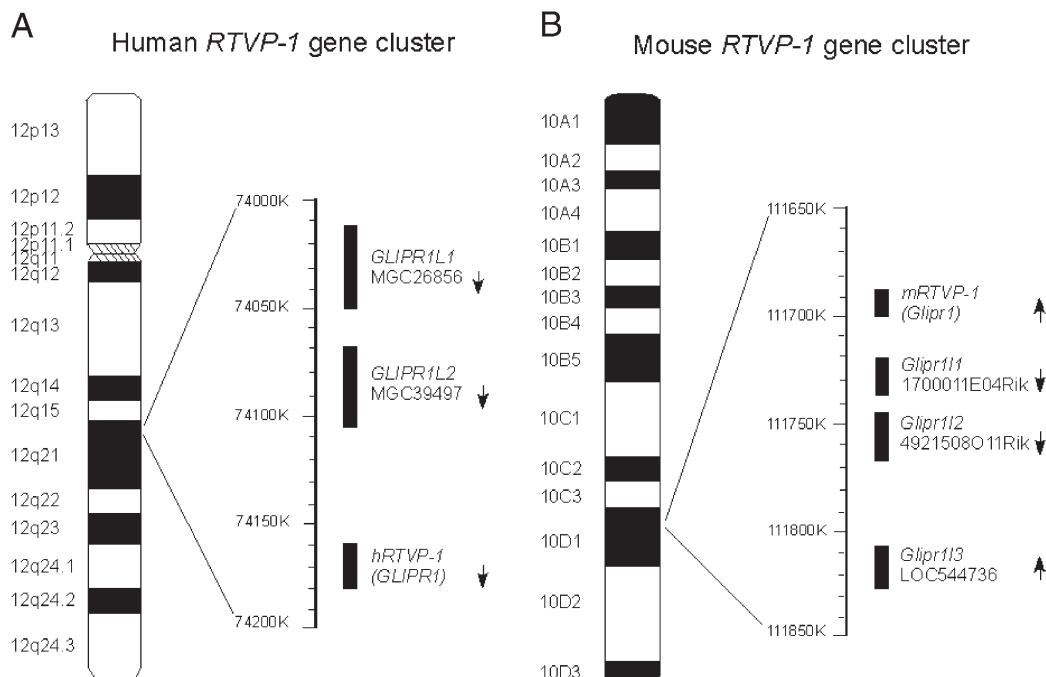 A
Human RTVP-1 gene cluster
12p13
12p12
12p11.2
12p11.1
12q11
12q12
12q13
12q14
12q15
12q21
12q22
12q23
12q24.1
12q24.2
12q24.3
74000K
74050K
74100K
74150K
74200K
GLIPR1L1
MGC26856
GLIPR1L2
MGC39497
hRTVP-1
(GLIPR1)
B
Mouse RTVP-1 gene cluster
10A1
10A2
10A3
10A4
10B1
10B2
10B3
10B4
10B5
10C1
10C2
10C3
10D1
10D2
10D3
111650K
111700K
111750K
111800K
111850K
mRTVP-1
(Glipr1)
Glipr1l1
1700011E04Rik
Glipr1l2
4921508O11Rik
Glipr1l3
LOC544736